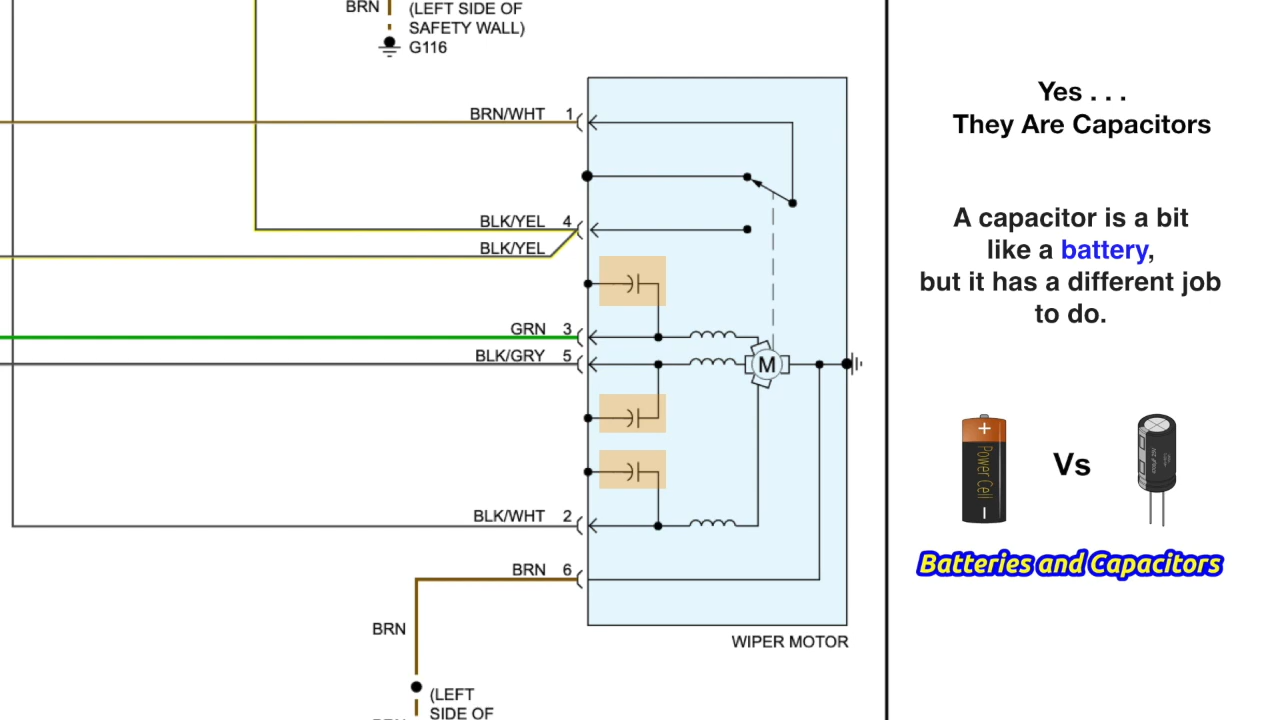 BRN
(LEFT SIDE OF
SAFETY WALL)
G116
BRN/WHT 1
BLK/YEL 4
BLK/YEL
GRN 3
BLK/GRY 5
M
BLK/WHT 2
BRN 6
WIPER MOTOR
BRN
(LEFT
SIDE OF
Yes . . .
They Are Capacitors
A capacitor is a bit
like a battery,
but it has a different job
to do.
+
Power Cell
Vs
Batteries and Capacitors